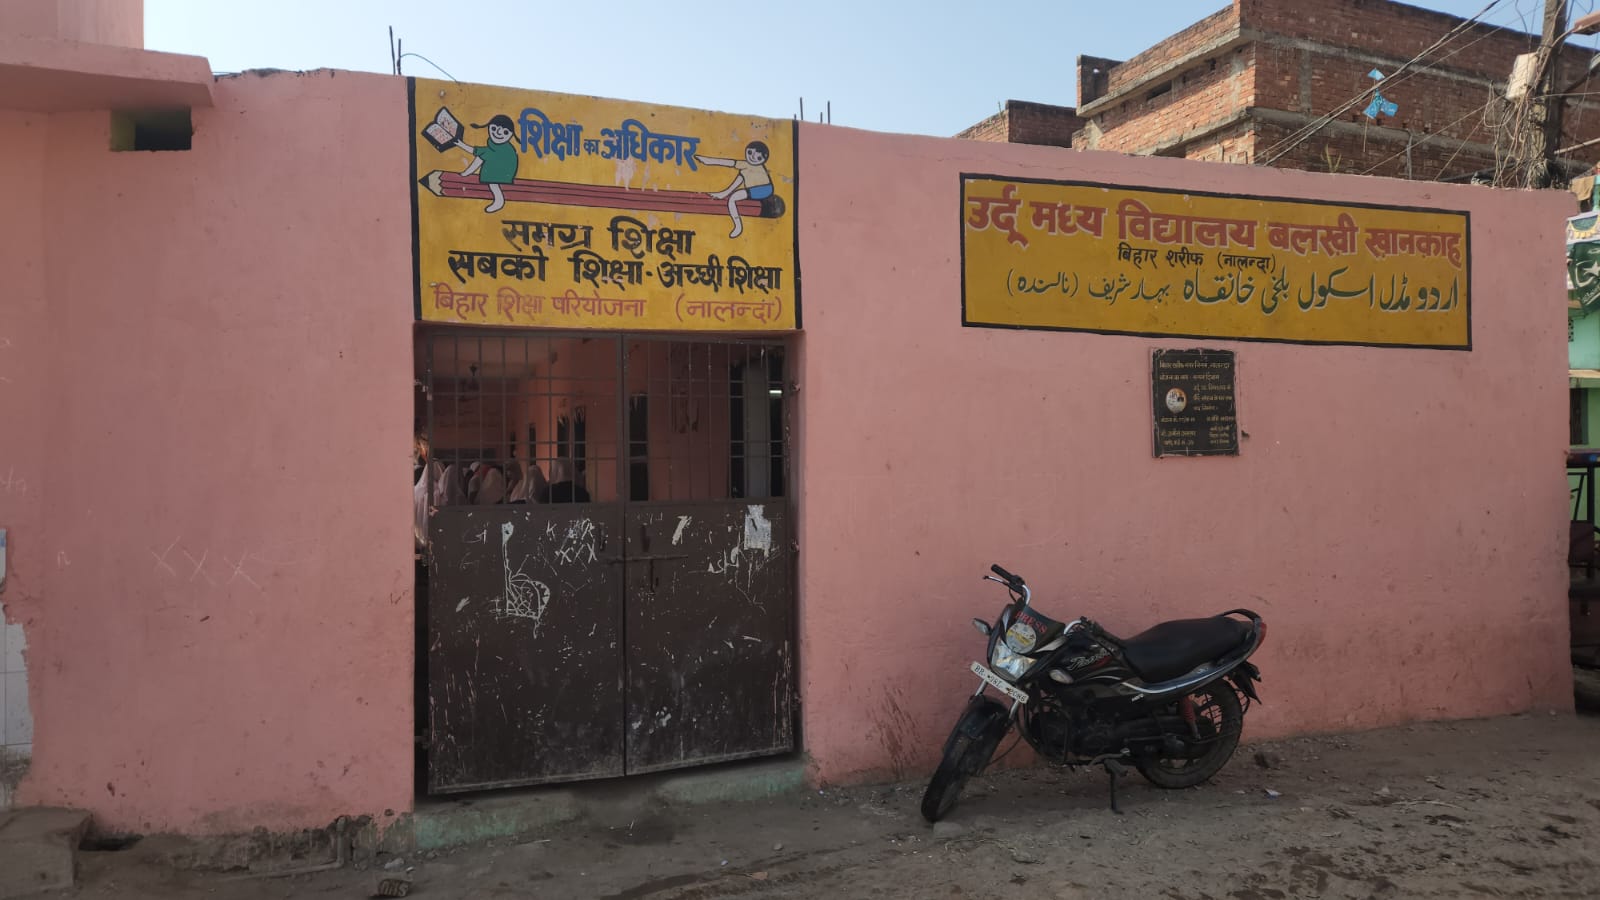 शिक्षा का अधिकार
समग्र शिक्षा
सबको शिक्षा-अच्छी शिक्षा
बिहार शिक्षा परियोजना (नालन्दा)
उर्दू मध्य विद्यालय बलखी ख़ानक़ाह
बिहार शरीफ (नालन्दा)
اردو مڈل اسکول بلخی خانقاہ بہار شریف (نالندہ)
PRESS